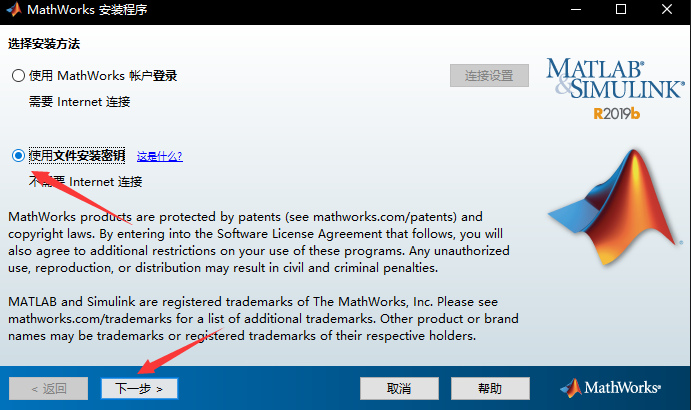 MathWorks 安装程序
选择安装方法
使用 MathWorks 帐户登录
连接设置
需要 Internet 连接
MATLAB®
&SIMULINK®
R2019b
使用文件安装密钥 这是什么?
不需要 Internet 连接
MathWorks products are protected by patents (see mathworks.com/patents) and
copyright laws. By entering into the Software License Agreement that follows, you will
also agree to additional restrictions on your use of these programs. Any unauthorized
use, reproduction, or distribution may result in civil and criminal penalties.
MATLAB and Simulink are registered trademarks of The MathWorks, Inc. Please see
mathworks.com/trademarks for a list of additional trademarks. Other product or brand
names may be trademarks or registered trademarks of their respective holders.
< 返回 下一步 > 取消 帮助 MathWorks®